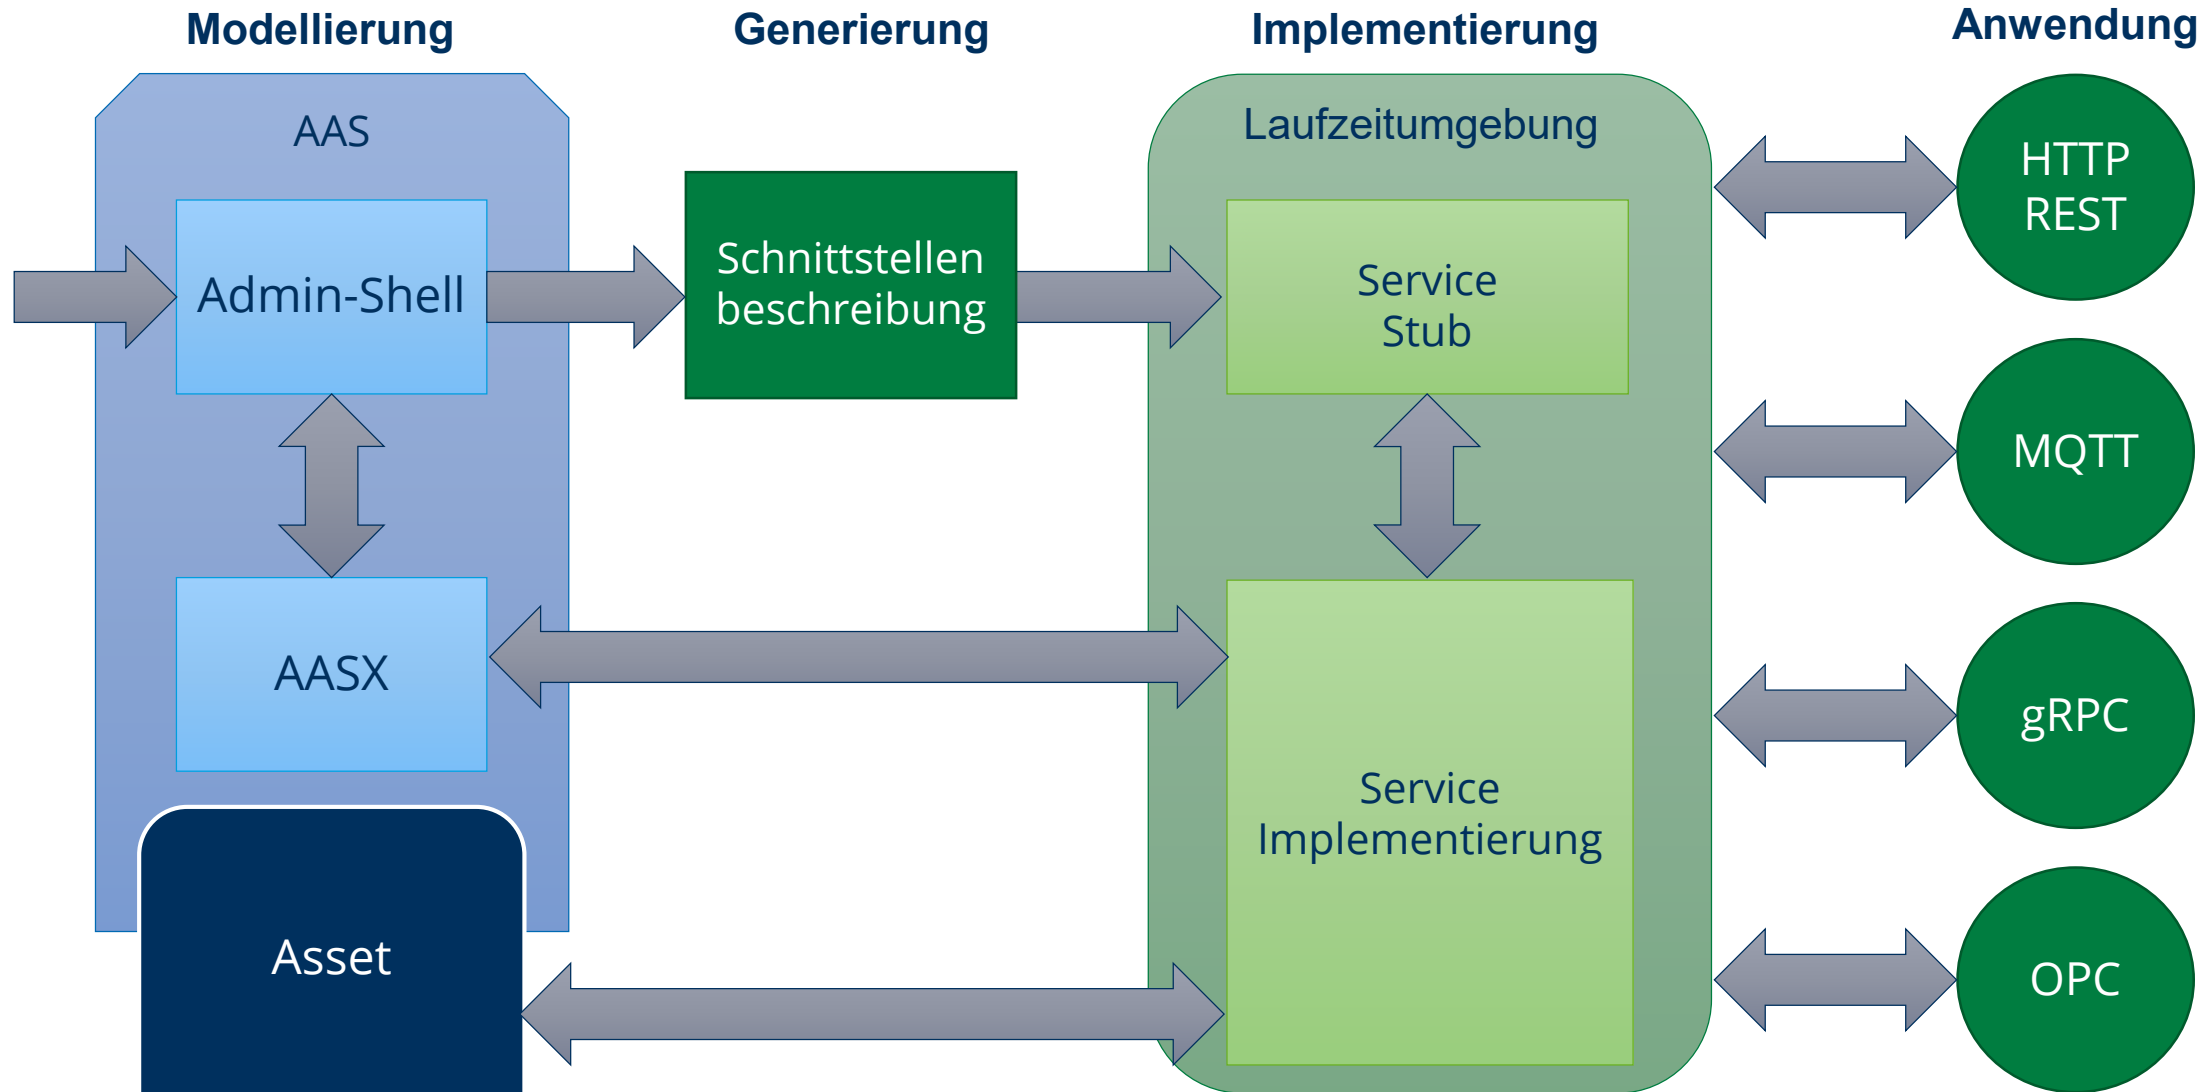 Modellierung
Generierung
Implementierung
Anwendung
AAS
Admin-Shell
AASX
Asset
Schnittstellen
beschreibung
Laufzeitumgebung
Service
Stub
Service
Implementierung
HTTP
REST
MQTT
gRPC
OPC